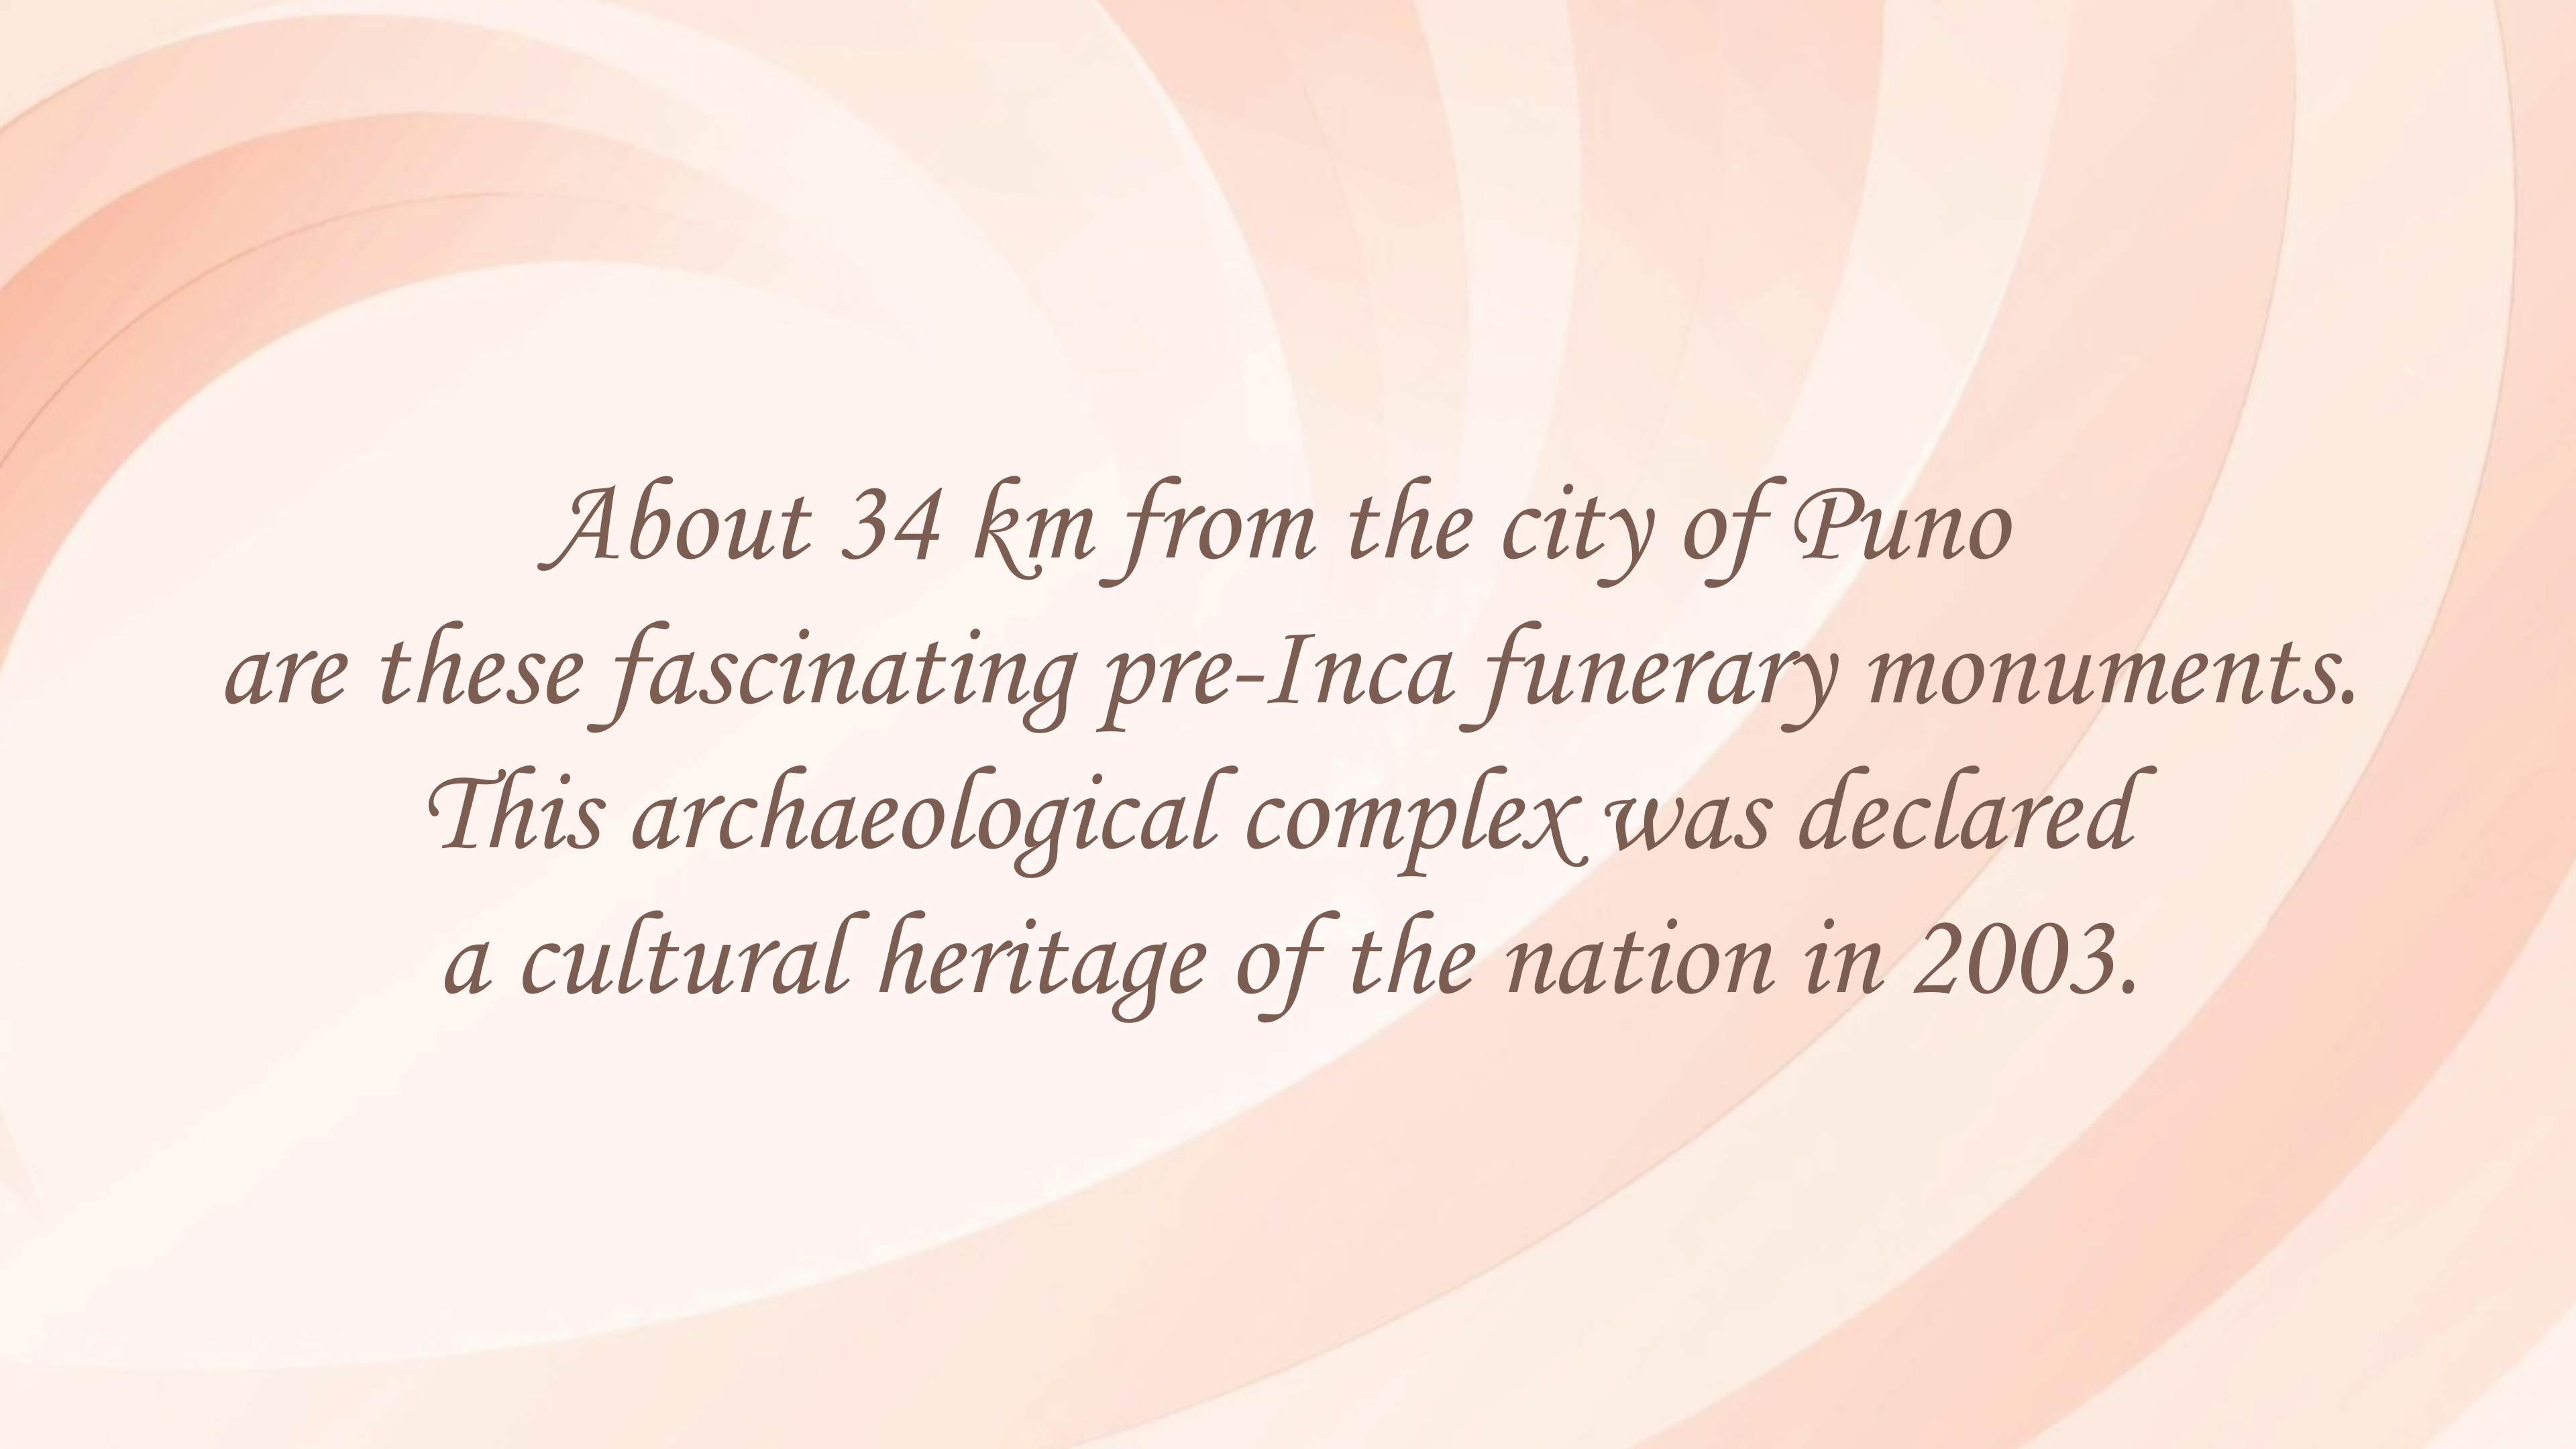 About 34 km from the city of Puno
are these fascinating pre-Inca funerary monuments.
This archaeological complex was declared
a cultural heritage of the nation in 2003.